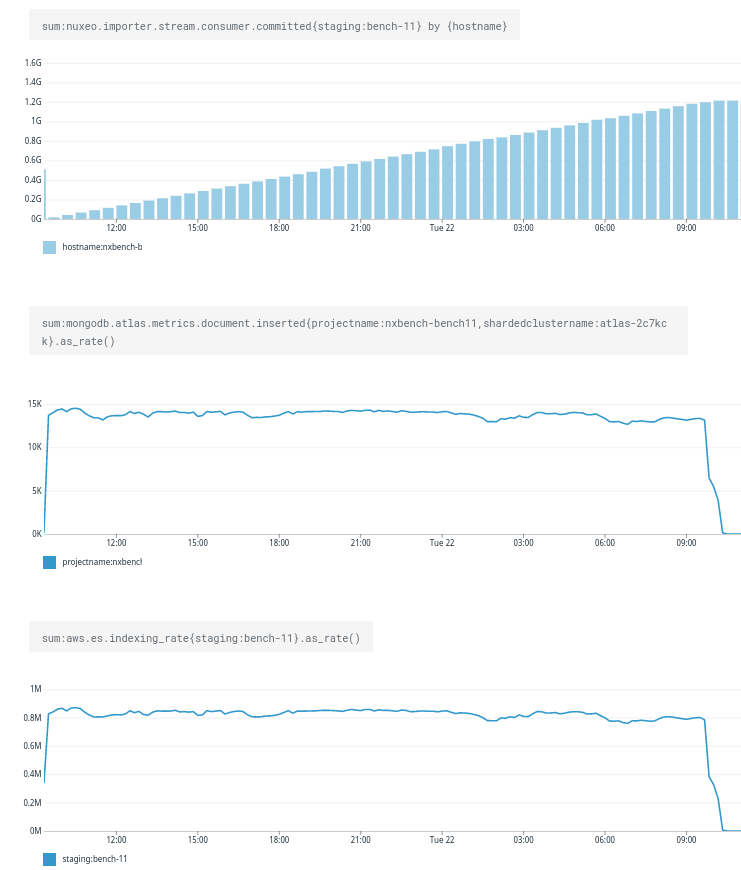 sum:nuxeo.importer.stream.consumer.committed{staging:bench-11} by {hostname}
1.6G
1.4G
1.2G
1G
0.8G
0.6G
0.4G
0.2G
0G
12:00 15:00 18:00 21:00 Tue 22 03:00 06:00 09:00
hostname:nxbench-b
sum:mongodb.atlas.metrics.document.inserted{projectname:nxbench-bench11,shardedclustername:atlas-2c7kc
k}.as_rate()
15K
10K
5K
0K
12:00 15:00 18:00 21:00 Tue 22 03:00 06:00 09:00
projectname:nxbencl
sum:aws.es.indexing_rate{staging:bench-11}.as_rate()
1M
0.8M
0.6M
0.4M
0.2M
0M
12:00 15:00 18:00 21:00 Tue 22 03:00 06:00 09:00
staging:bench-11